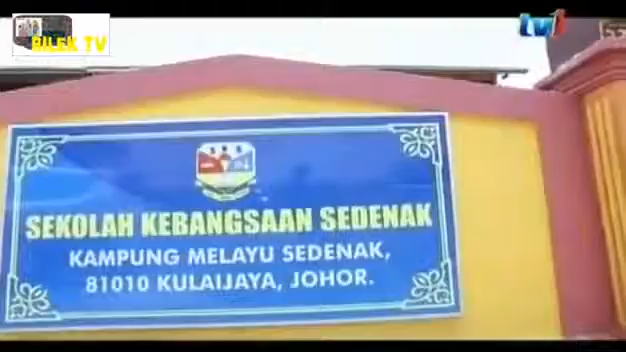 BILEK TV
tv1
SEKOLAH KEBANGSAAN SEDENAK
KAMPUNG MELAYU SEDENAK,
81010 KULAIJAYA, JOHOR.